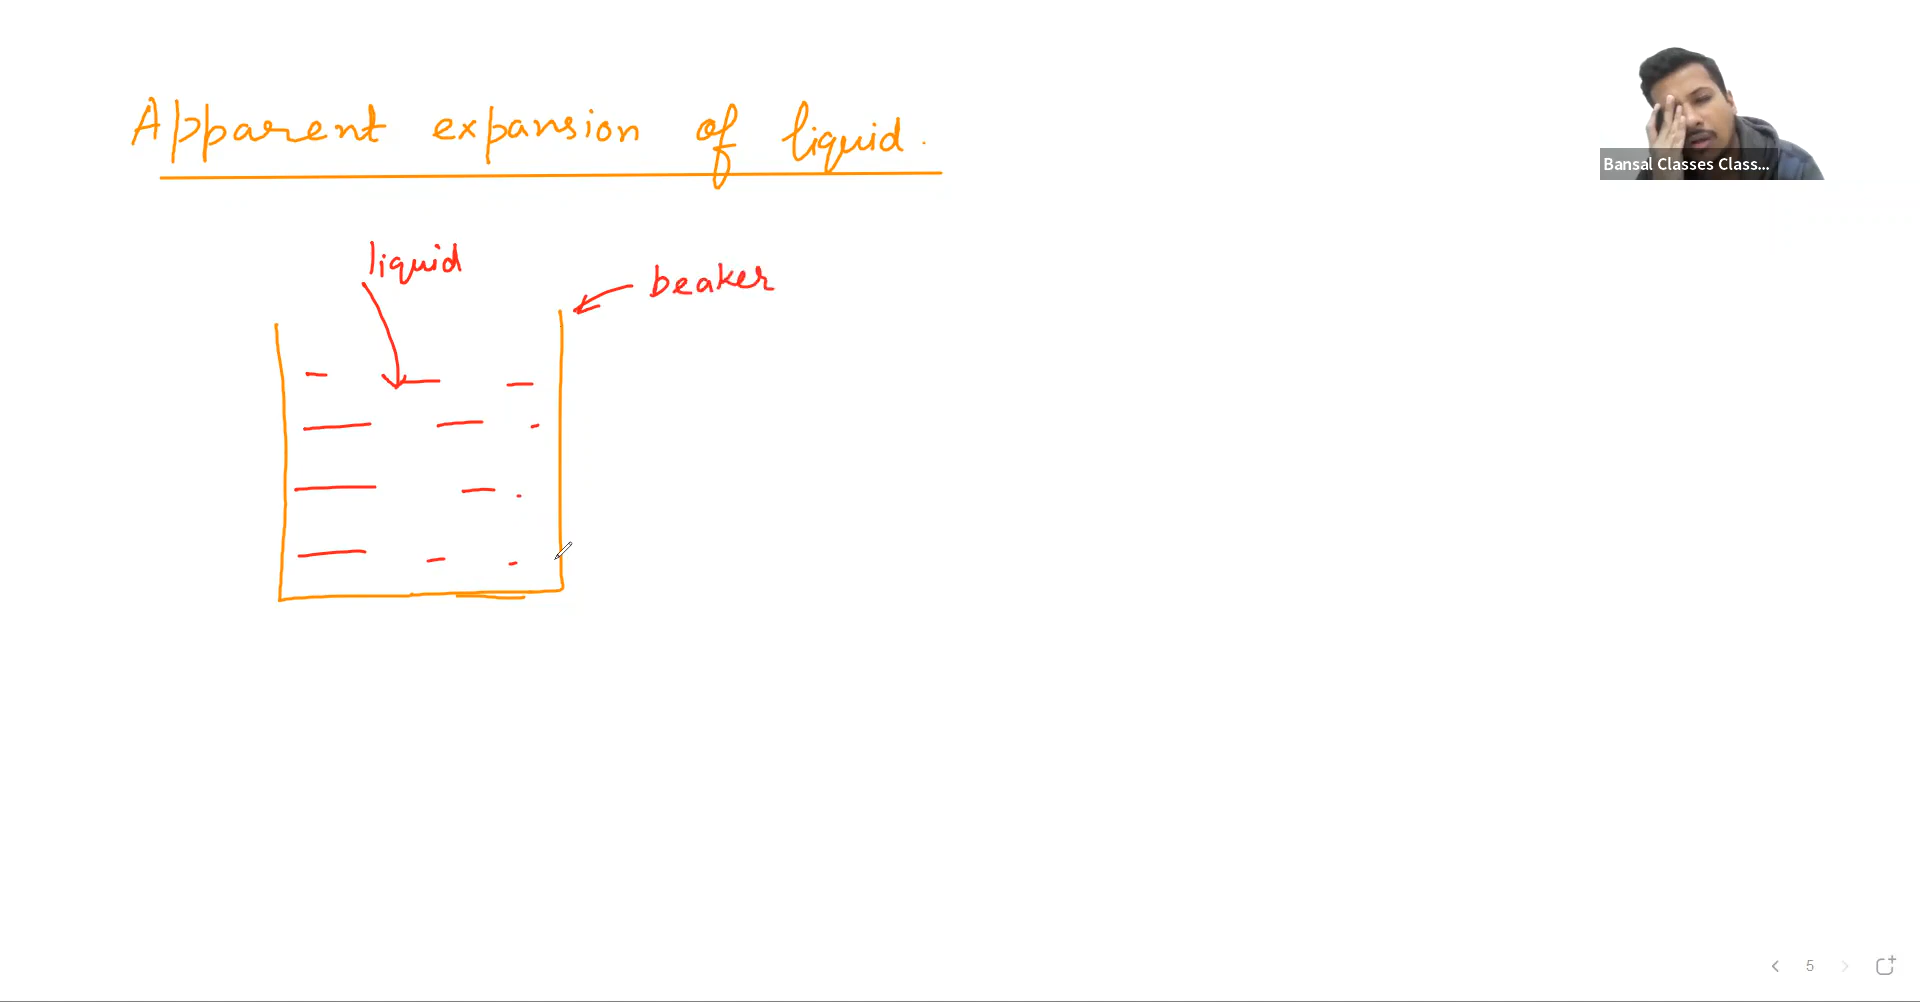 Apparent expansion of liquid.
Bansal Classes Class...
liquid
beaker
5